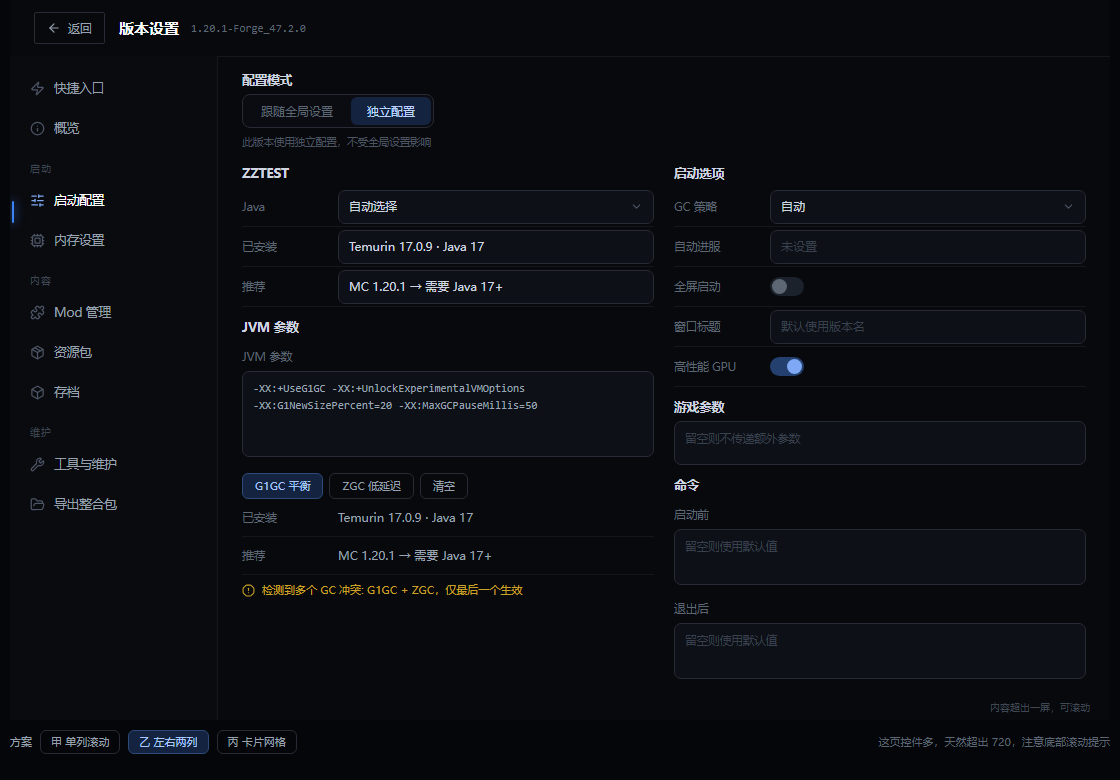 返回
版本设置
1.20.1-Forge_47.2.0
快捷入口
概览
启动
启动配置
内存设置
内容
Mod 管理
资源包
存档
维护
工具与维护
导出整合包
配置模式
跟随全局设置
独立配置
此版本使用独立配置，不受全局设置影响
ZZTEST
Java
自动选择
已安装
Temurin 17.0.9 · Java 17
推荐
MC 1.20.1 → 需要 Java 17+
JVM 参数
JVM 参数
-XX:+UseG1GC -XX:+UnlockExperimentalVMOptions
-XX:G1NewSizePercent=20 -XX:MaxGCPauseMillis=50
G1GC 平衡
ZGC 低延迟
清空
已安装
Temurin 17.0.9 · Java 17
推荐
MC 1.20.1 → 需要 Java 17+
检测到多个 GC 冲突: G1GC + ZGC，仅最后一个生效
启动选项
GC 策略
自动
自动进服
未设置
全屏启动
窗口标题
默认使用版本名
高性能 GPU
游戏参数
留空则不传递额外参数
命令
启动前
留空则使用默认值
退出后
留空则使用默认值
内容超出一屏，可滚动
方案
甲 单列滚动
乙 左右两列
丙 卡片网格
这页控件多，天然超出 720，注意底部滚动提示